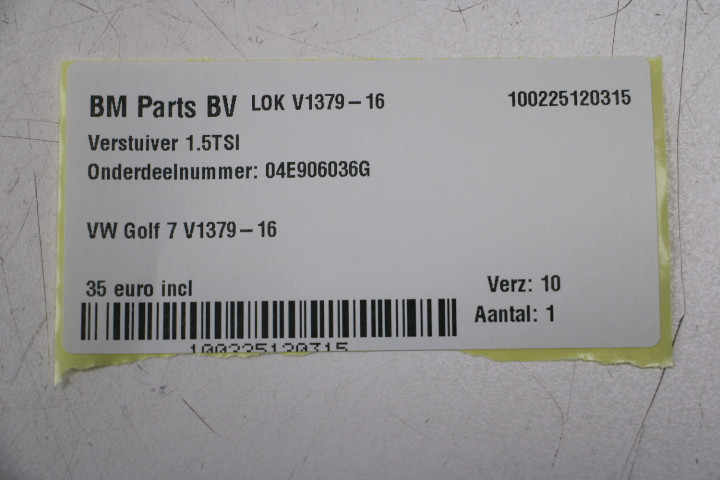 BM Parts BV LOK V1379-16 100225120315
Verstuiver 1.5TSI
Onderdeelnummer: 04E906036G
VW Golf 7 V1379-16
35 euro incl Verz: 10
Aantal: 1
100225120315